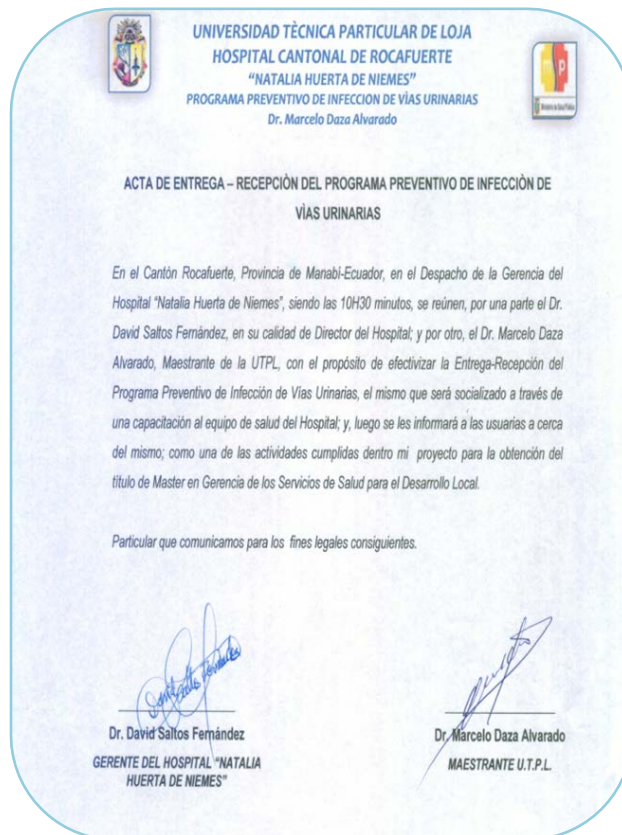 UNIVERSIDAD TÈCNICA PARTICULAR DE LOJA
HOSPITAL CANTONAL DE ROCAFUERTE
“NATALIA HUERTA DE NIEMES”
PROGRAMA PREVENTIVO DE INFECCION DE VÌAS URINARIAS
Dr. Marcelo Daza Alvarado
Ministerio de Salud Pública
ACTA DE ENTREGA – RECEPCIÒN DEL PROGRAMA PREVENTIVO DE INFECCIÒN DE
VÌAS URINARIAS
En el Cantón Rocafuerte, Provincia de Manabí-Ecuador, en el Despacho de la Gerencia del
Hospital “Natalia Huerta de Niemes”, siendo las 10H30 minutos, se reúnen, por una parte el Dr.
David Saltos Fernández, en su calidad de Director del Hospital; y por otro, el Dr. Marcelo Daza
Alvarado, Maestrante de la UTPL, con el propósito de efectivizar la Entrega-Recepción del
Programa Preventivo de Infección de Vías Urinarias, el mismo que será socializado a través de
una capacitación al equipo de salud del Hospital; y, luego se les informará a las usuarias a cerca
del mismo; como una de las actividades cumplidas dentro mi proyecto para la obtención del
título de Master en Gerencia de los Servicios de Salud para el Desarrollo Local.
Particular que comunicamos para los fines legales consiguientes.
Dr. David Saltos Fernández
GERENTE DEL HOSPITAL “NATALIA
HUERTA DE NIEMES”
Dr. Marcelo Daza Alvarado
MAESTRANTE U.T.P.L.